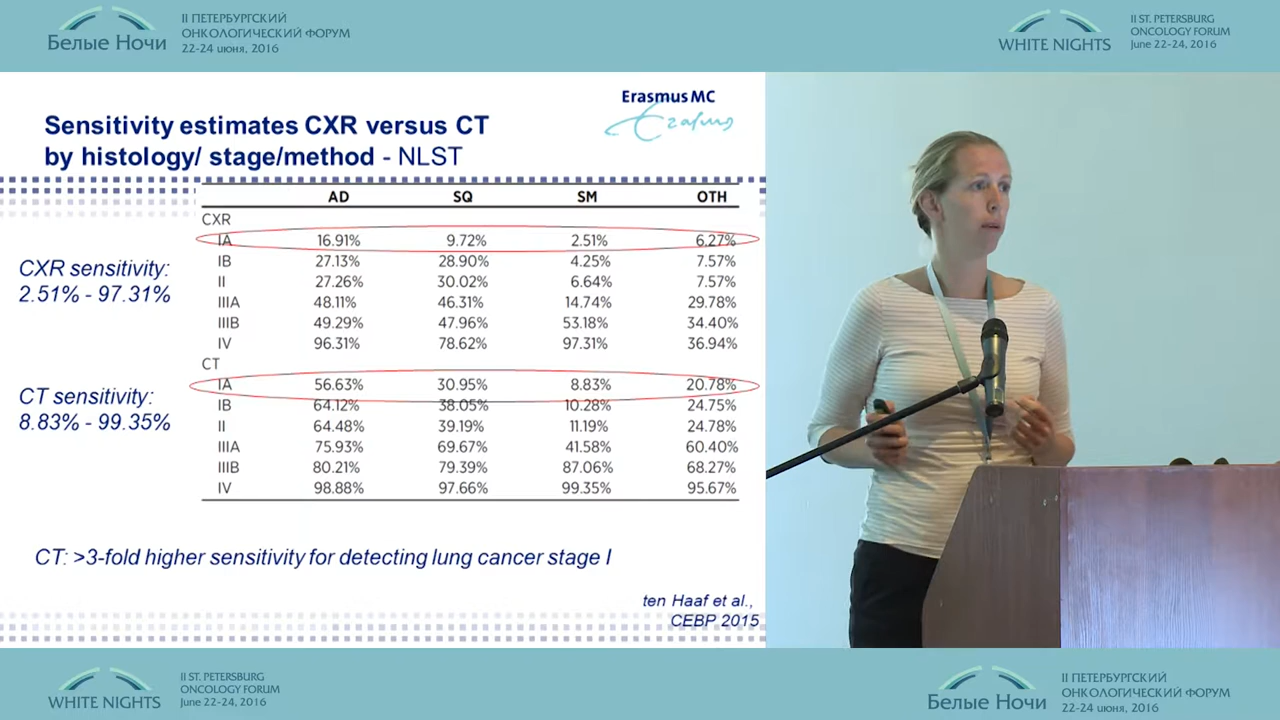 II ПЕТЕРБУРГСКИЙ
ОНКОЛОГИЧЕСКИЙ ФОРУМ
Белые Ночи
22-24 июня, 2016
II ST. PETERSBURG
ONCOLOGY FORUM
WHITE NIGHTS
June 22-24, 2016
Erasmus MC
Erasmus
Sensitivity estimates CXR versus CT
by histology/ stage/method - NLST
AD SQ SM OTH
CXR
IA 16.91% 9.72% 2.51% 6.27%
IB 27.13% 28.90% 4.25% 7.57%
II 27.26% 30.02% 6.64% 7.57%
IIIA 48.11% 46.31% 14.74% 29.78%
IIIB 49.29% 47.96% 53.18% 34.40%
IV 96.31% 78.62% 97.31% 36.94%
CT
IA 56.63% 30.95% 8.83% 20.78%
IB 64.12% 38.05% 10.28% 24.75%
II 64.48% 39.19% 11.19% 24.78%
IIIA 75.93% 69.67% 41.58% 60.40%
IIIB 80.21% 79.39% 87.06% 68.27%
IV 98.88% 97.66% 99.35% 95.67%
CXR sensitivity:
2.51% - 97.31%
CT sensitivity:
8.83% - 99.35%
CT: >3-fold higher sensitivity for detecting lung cancer stage I
ten Haaf et al.,
CEBP 2015
II ST. PETERSBURG
ONCOLOGY FORUM
WHITE NIGHTS
June 22-24, 2016
II ПЕТЕРБУРГСКИЙ
ОНКОЛОГИЧЕСКИЙ ФОРУМ
Белые Ночи
22-24 июня, 2016